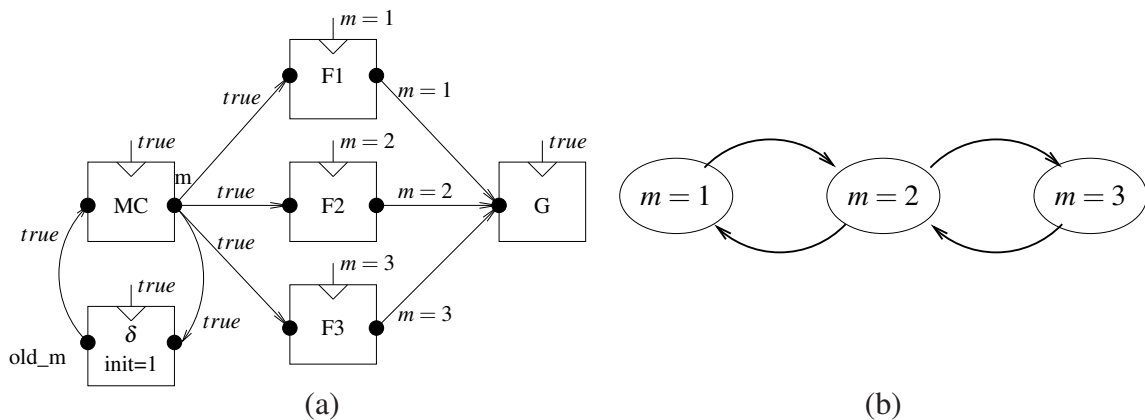 m = 1
F1
true
m = 1
true
m = 2
true
m
MC
true
F2
m = 2
G
true
true
m = 3
true
F3
m = 3
true
δ
init=1
old_m
(a)
m = 1
m = 2
m = 3
(b)